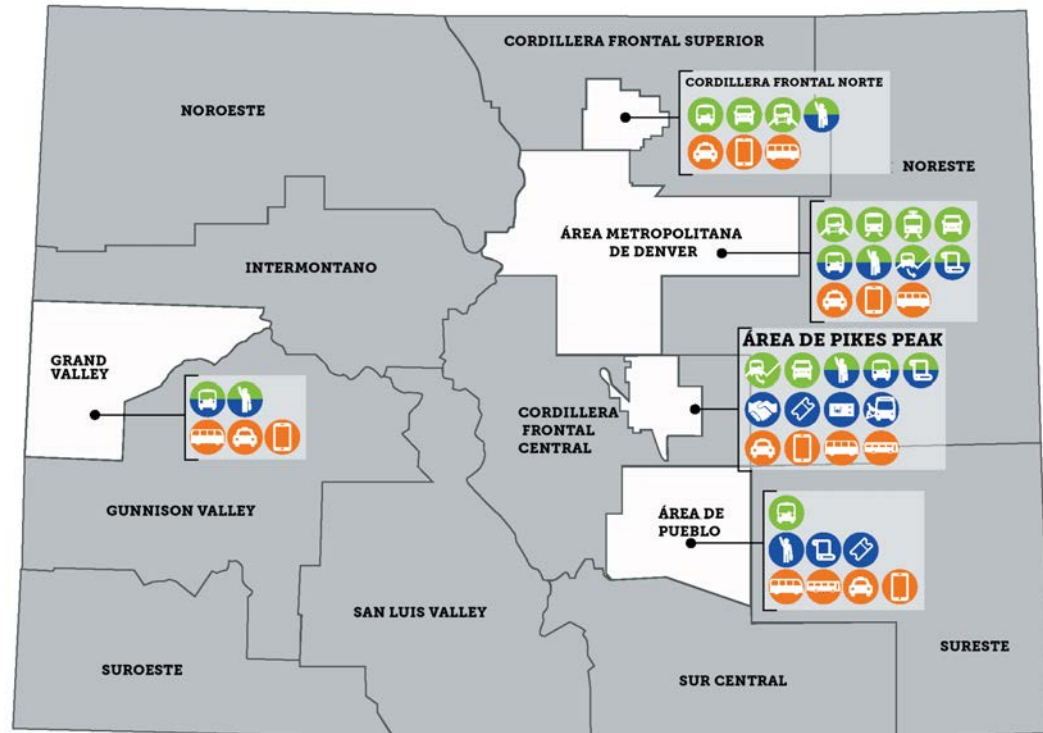 CORDILLERA FRONTAL SUPERIOR
CORDILLERA FRONTAL NORTE
NOROESTE
NORESTE
ÁREA METROPOLITANA
DE DENVER
INTERMONTANO
ÁREA DE PIKES PEAK
GRAND
VALLEY
CORDILLERA
FRONTAL
CENTRAL
GUNNISON VALLEY
ÁREA DE
PUEBLO
SAN LUIS VALLEY
SURESTE
SUROESTE
SUR CENTRAL